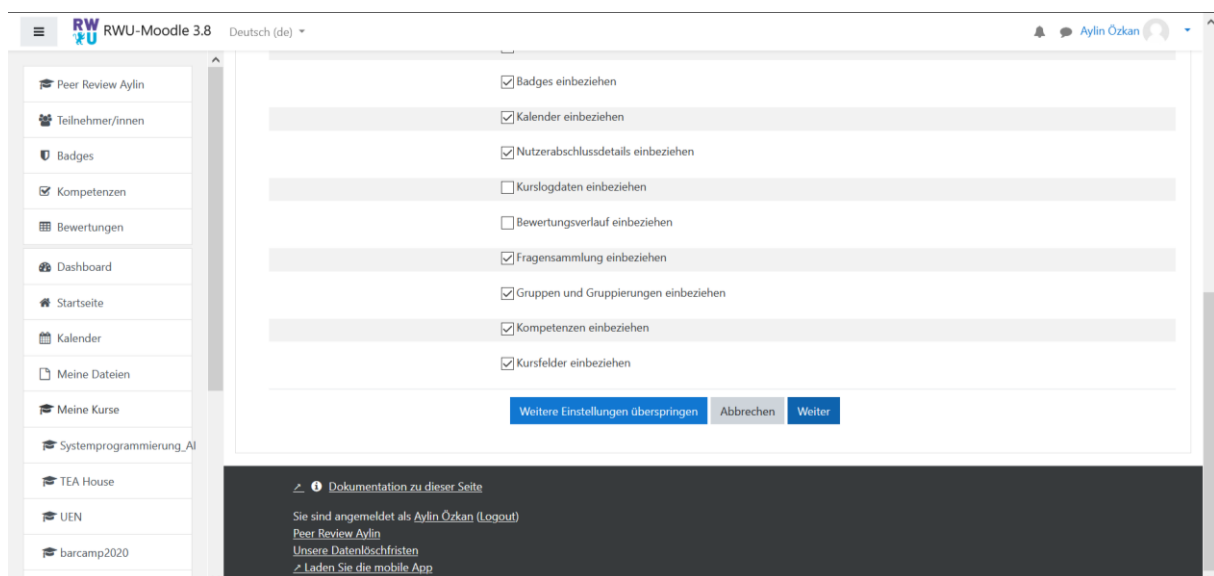 RW
U
RWU-Moodle 3.8
Deutsch (de)
Aylin Özkan
Peer Review Aylin
Teilnehmer/innen
Badges
Kompetenzen
Bewertungen
Dashboard
Startseite
Kalender
Meine Dateien
Meine Kurse
Systemprogrammierung_AI
TEA House
UEN
barcamp2020
Badges einbeziehen
Kalender einbeziehen
Nutzerabschlussdetails einbeziehen
Kurslogdaten einbeziehen
Bewertungsverlauf einbeziehen
Fragensammlung einbeziehen
Gruppen und Gruppierungen einbeziehen
Kompetenzen einbeziehen
Kursfelder einbeziehen
Weitere Einstellungen überspringen Abbrechen Weiter
Dokumentation zu dieser Seite
Sie sind angemeldet als Aylin Özkan (Logout)
Peer Review Aylin
Unsere Datenlöschfristen
Laden Sie die mobile App